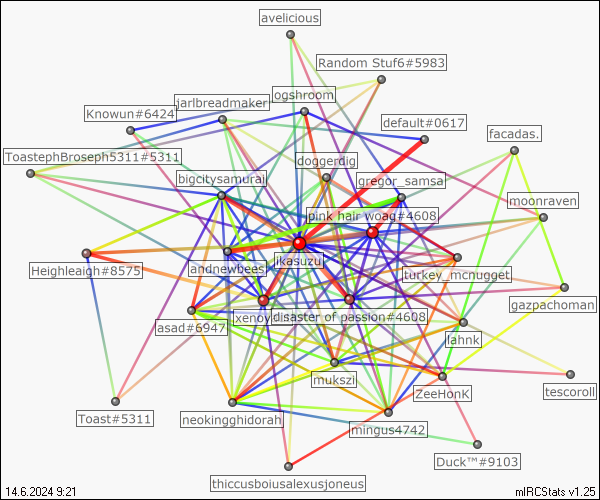 avelicious
Random Stuf6#5983
ogshroom
jarlbreadmaker
Knowun#6424
default#0617
facadas.
ToastephBroseph5311#5311
doggerdig
bigcitysamurai
gregor_samsa
moonraven
pink hair woag#4608
ikasuzu
Heighleaigh#8575
andnewbees
turkey_mcnugget
gazpachoman
xenoy
disaster of passion#4608
asad#6947
lahnk
mukszi
ZeeHonK
tescoroll
Toast#5311
neokingghidorah
mingus4742
Duck™#9103
thiccusboiusalexusjoneus
14.6.2024 9:21
mIRCStats v1.25